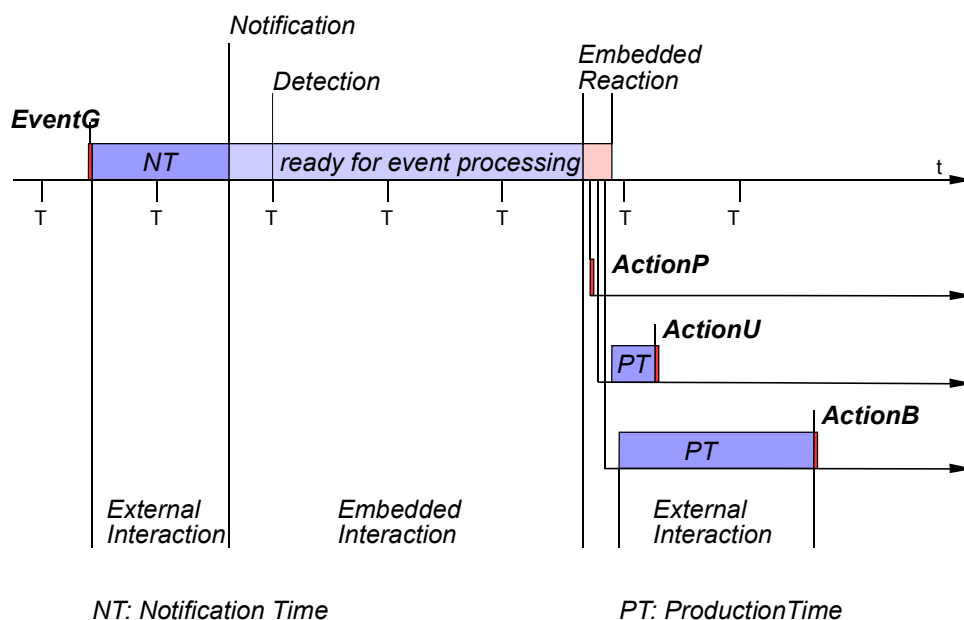 Notification
Embedded
Reaction
Detection
EventG
NT
ready for event processing
t
T
T
T
T
T
T
T
ActionP
ActionU
PT
ActionB
PT
External
Interaction
Embedded
Interaction
External
Interaction
NT: Notification Time
PT: ProductionTime